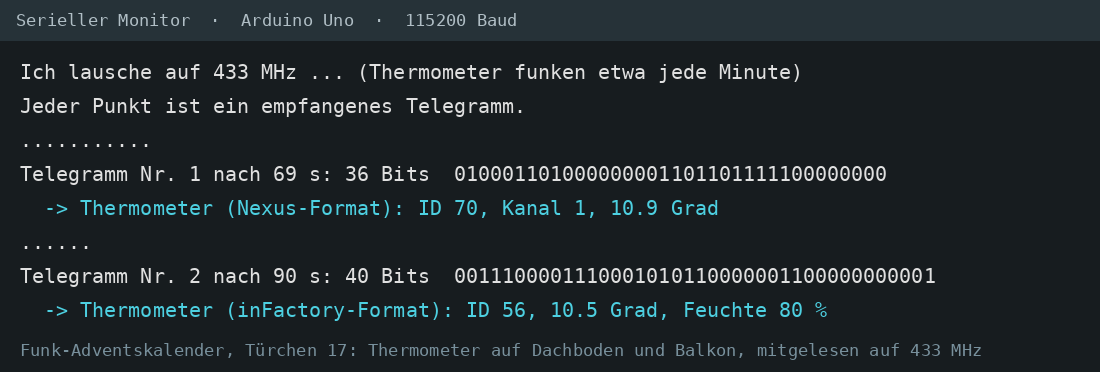 Serieller Monitor · Arduino Uno · 115200 Baud
Ich lausche auf 433 MHz ... (Thermometer funken etwa jede Minute)
Jeder Punkt ist ein empfangenes Telegramm.
...........
Telegramm Nr. 1 nach 69 s: 36 Bits 010001101000000001101101111100000000
-> Thermometer (Nexus-Format): ID 70, Kanal 1, 10.9 Grad
......
Telegramm Nr. 2 nach 90 s: 40 Bits 0011100001110001010110000001100000000001
-> Thermometer (inFactory-Format): ID 56, 10.5 Grad, Feuchte 80 %
Funk-Adventskalender, Türchen 17: Thermometer auf Dachboden und Balkon, mitgelesen auf 433 MHz